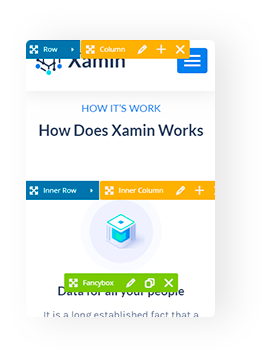 Row Column
Xamin
HOW IT'S WORK
How Does Xamin Works
Inner Row Inner Column
Fancybox
Data for all your people
It is a long established fact that a